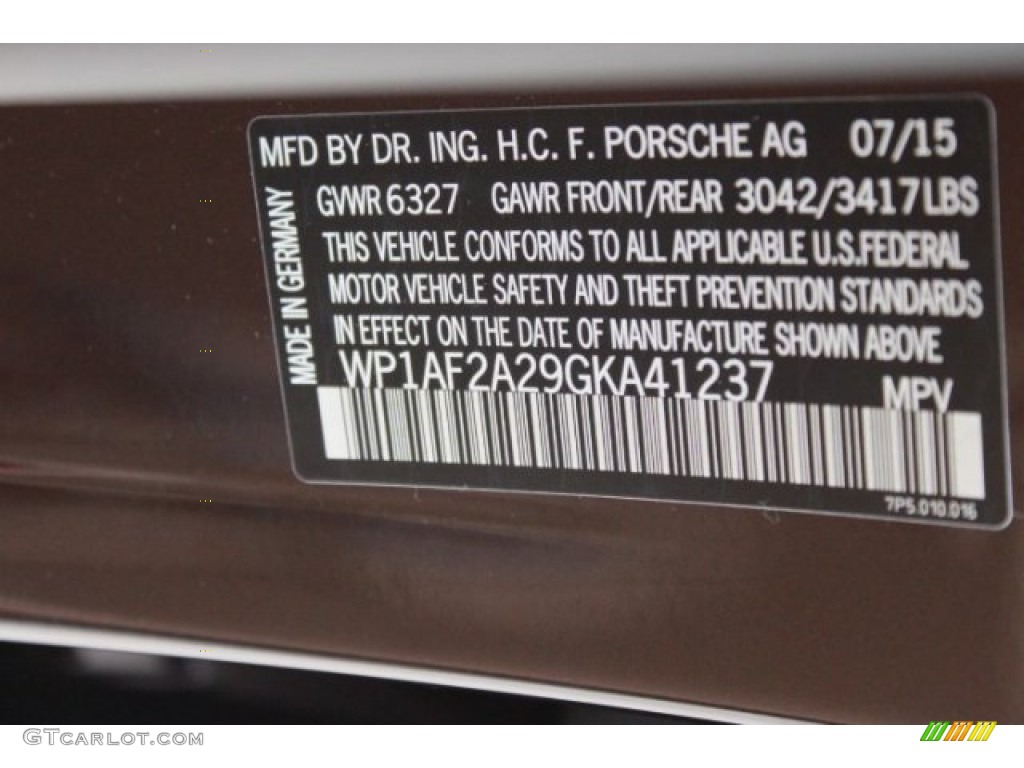 MFD BY DR. ING. H.C. F. PORSCHE AG 07/15
GVWR 6327 GAWR FRONT/REAR 3042/3417LBS
THIS VEHICLE CONFORMS TO ALL APPLICABLE U.S.FEDERAL
MOTOR VEHICLE SAFETY AND THEFT PREVENTION STANDARDS
IN EFFECT ON THE DATE OF MANUFACTURE SHOWN ABOVE
WP1AF2A29GKA41237 MPV
MADE IN GERMANY
7P5.010.016
GTCARLOT.COM